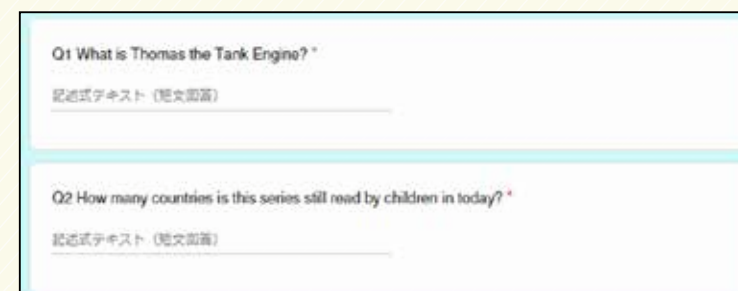 Q1 What is Thomas the Tank Engine? *
記述式テキスト（短文回答）
Q2 How many countries is this series still read by children in today? *
記述式テキスト（短文回答）